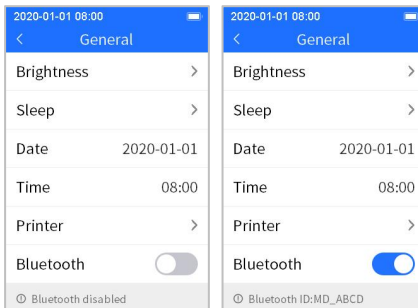 2020-01-01 08:00
General
Brightness
Sleep
Date 2020-01-01
Time 08:00
Printer
Bluetooth
Bluetooth disabled
2020-01-01 08:00
General
Brightness
Sleep
Date 2020-01-01
Time 08:00
Printer
Bluetooth
Bluetooth ID:MD_ABCD